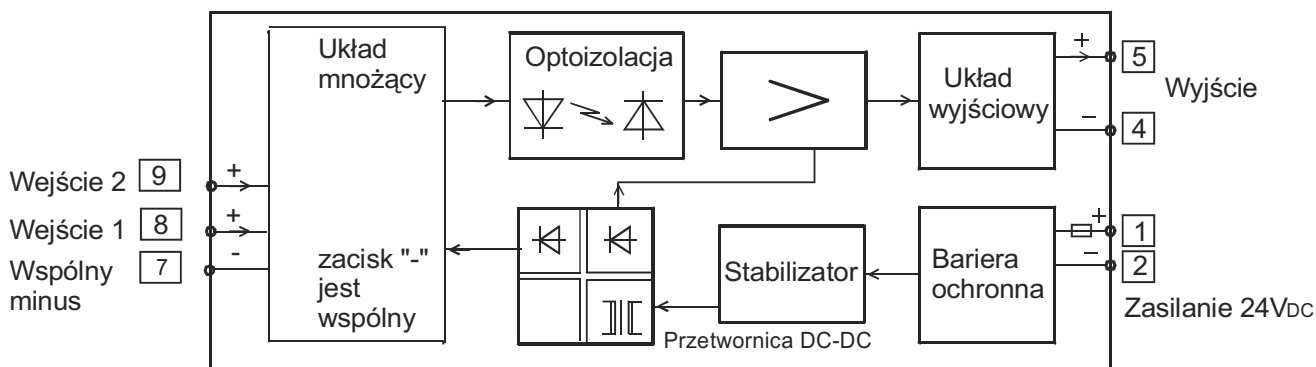 Układ
mnożący
zacisk "-"
jest
wspólny
Optoizolacja
>
Układ
wyjściowy
+
5
Wyjście
−
4
Wejście 2 9 +
Wejście 1 8 +
Wspólny 7 -
minus
Przetwornica DC-DC
Stabilizator
Bariera
ochronna
+
1
−
2
Zasilanie 24VDC